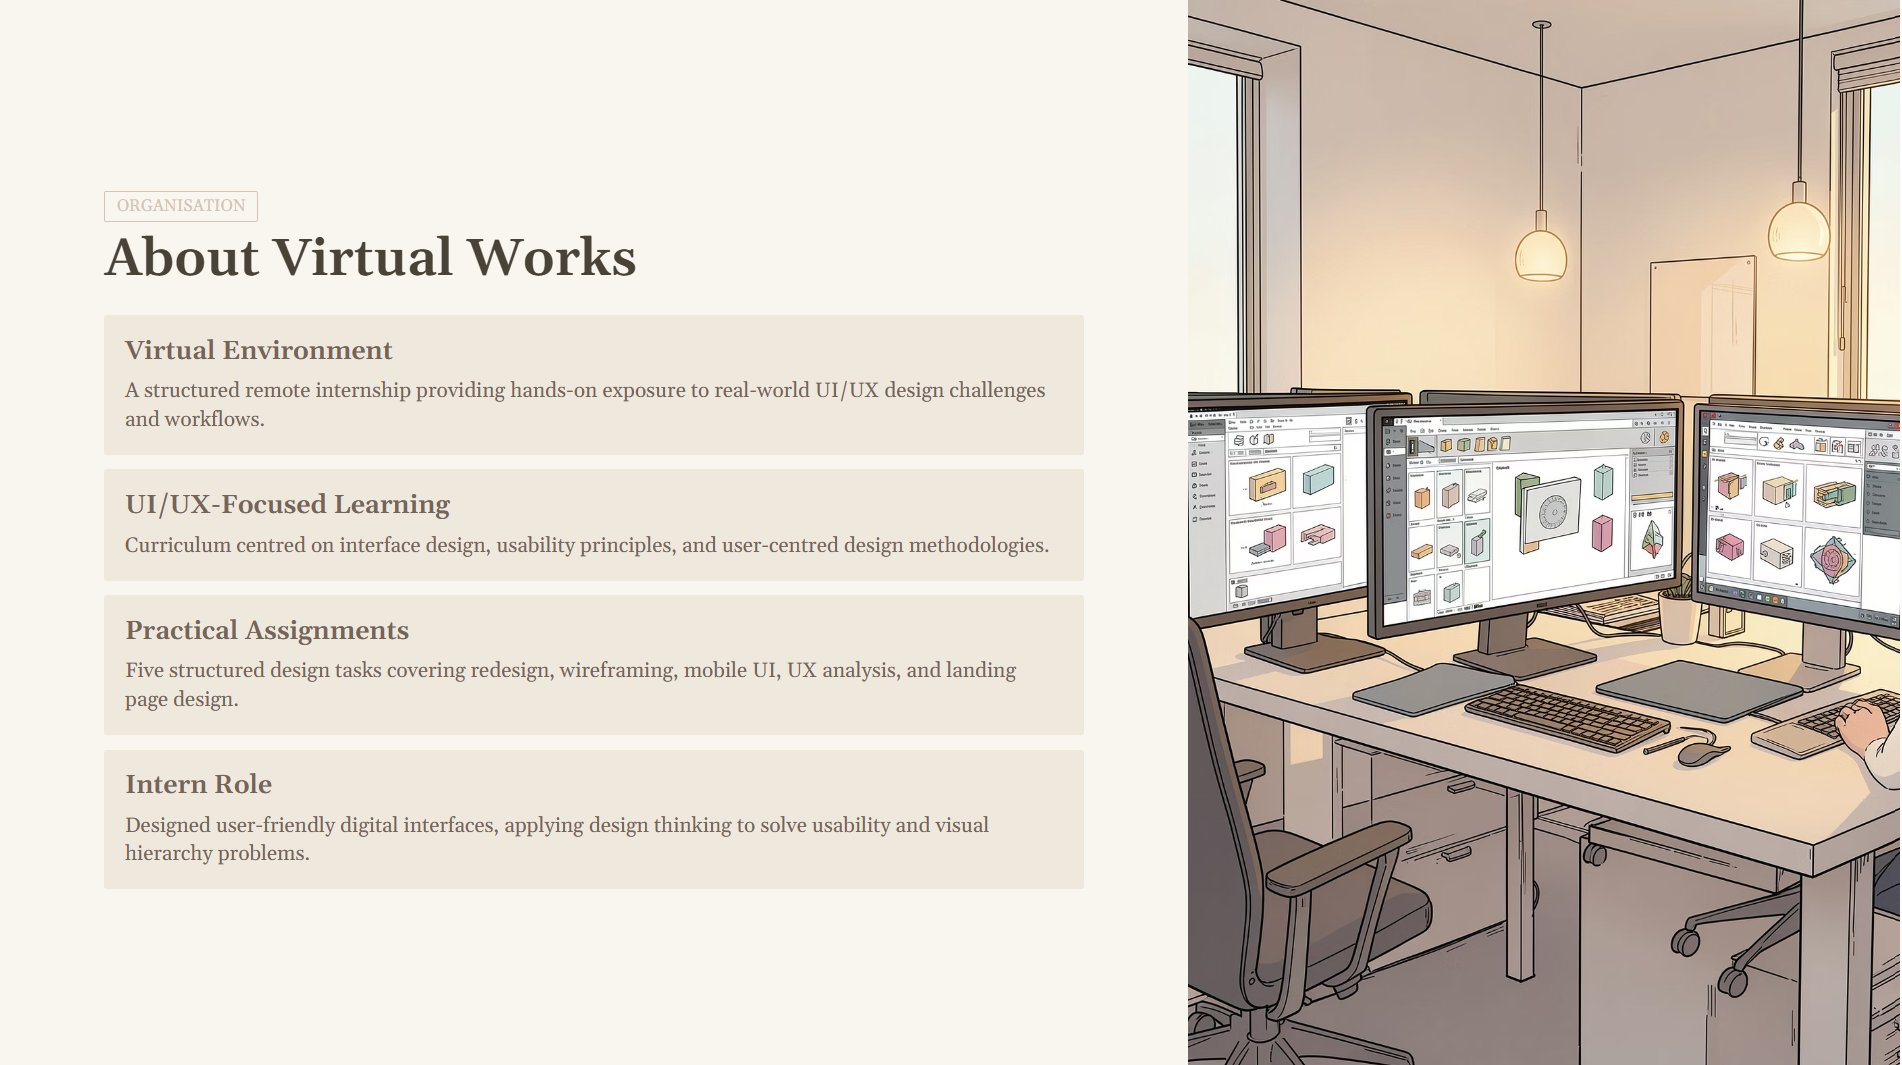 ORGANISATION
About Virtual Works
Virtual Environment
A structured remote internship providing hands-on exposure to real-world UI/UX design challenges
and workflows.
UI/UX-Focused Learning
Curriculum centred on interface design, usability principles, and user-centred design methodologies.
Practical Assignments
Five structured design tasks covering redesign, wireframing, mobile UI, UX analysis, and landing
page design.
Intern Role
Designed user-friendly digital interfaces, applying design thinking to solve usability and visual
hierarchy problems.